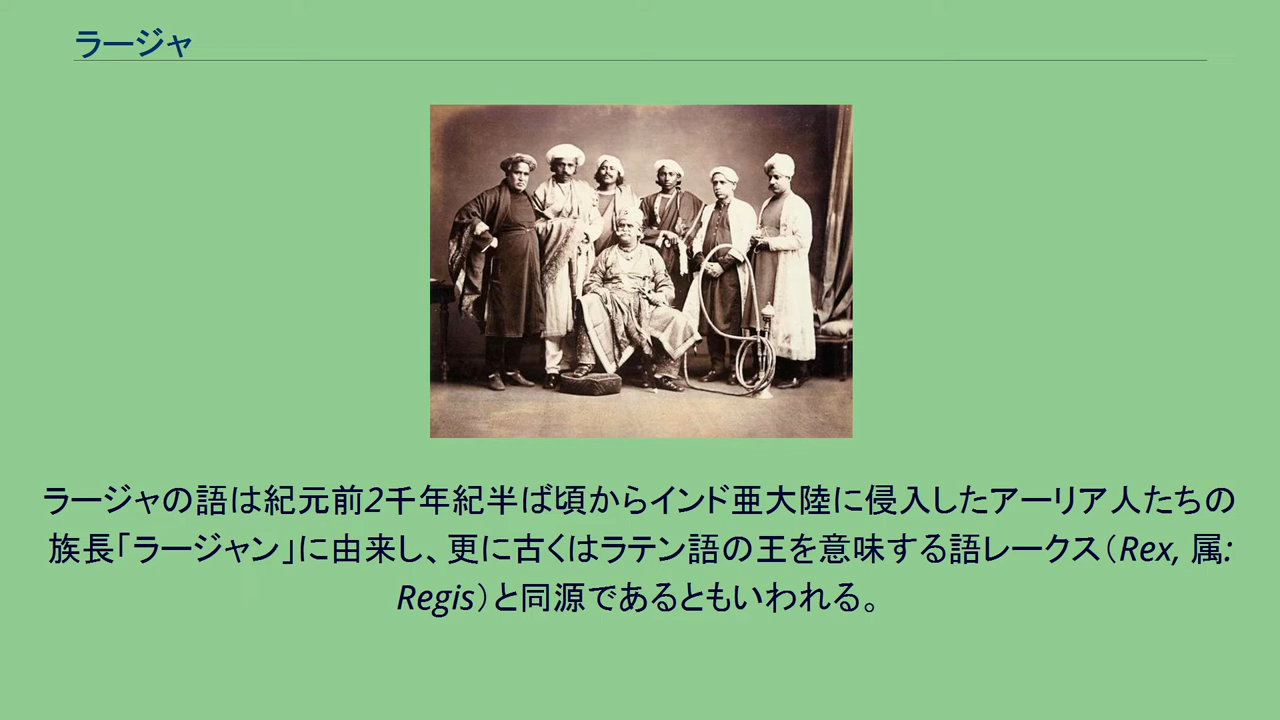 ラージャ
ラージャの語は紀元前2千年紀半ば頃からインド亜大陸に侵入したアーリア人たちの
族長「ラージャン」に由来し、更に古くはラテン語の王を意味する語レークス（Rex, 属:
Regis）と同源であるともいわれる。